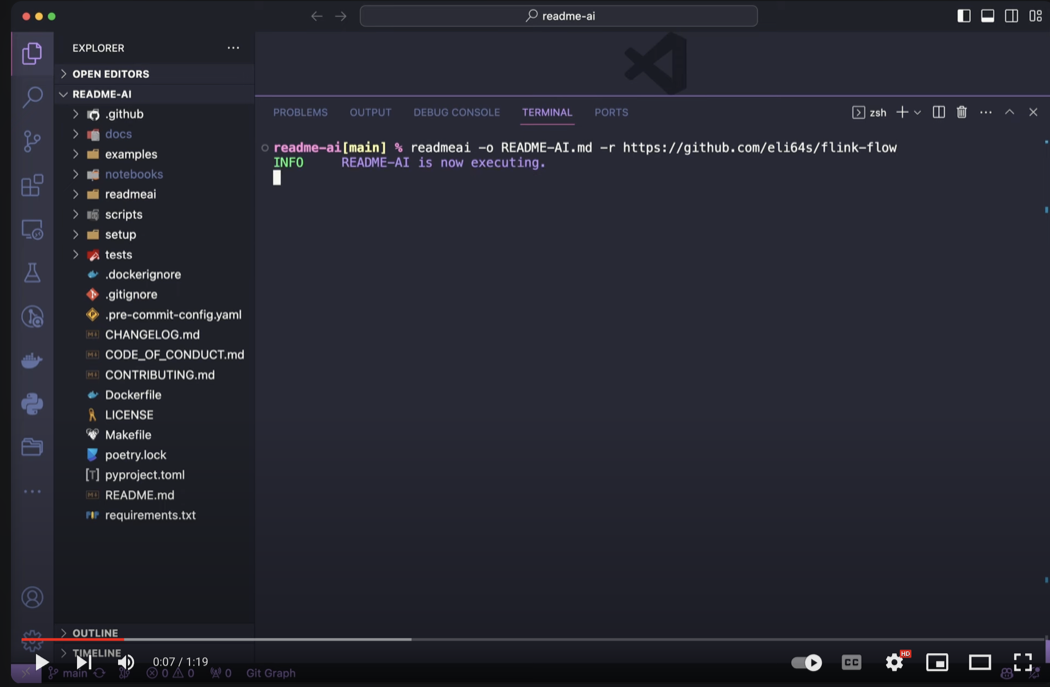 readme-ai
EXPLORER
OPEN EDITORS
README-AI
.github
docs
examples
notebooks
readmeai
scripts
setup
tests
.dockerignore
.gitignore
.pre-commit-config.yaml
CHANGELOG.md
CODE_OF_CONDUCT.md
CONTRIBUTING.md
Dockerfile
LICENSE
Makefile
poetry.lock
pyproject.toml
README.md
requirements.txt
OUTLINE
TIMELINE
PROBLEMS OUTPUT DEBUG CONSOLE TERMINAL PORTS
zsh
readme-ai[main] % readmeai -o README-AI.md -r https://github.com/eli64s/flink-flow
INFO README-AI is now executing.
0:07 / 1:19
CC
HD
main 0 0 0 Git Graph